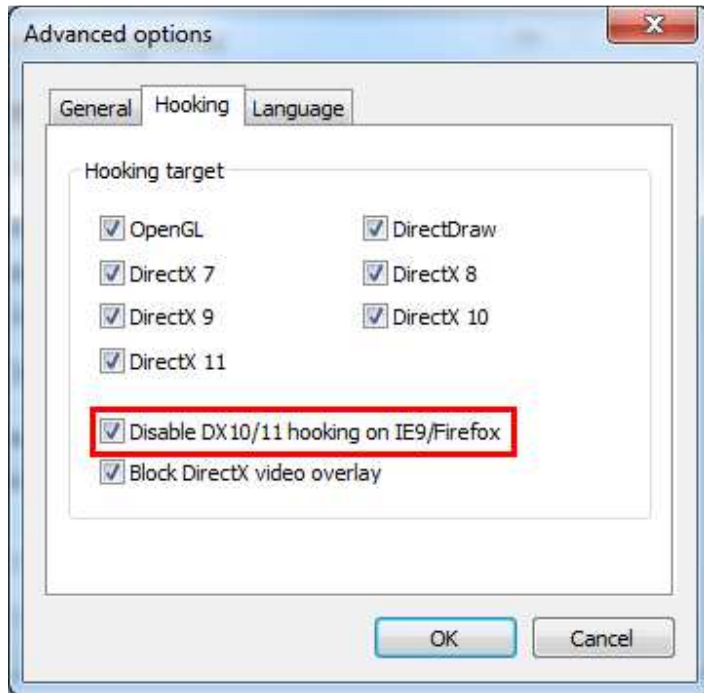 Advanced options
General Hooking Language
Hooking target
OpenGL DirectDraw
DirectX 7 DirectX 8
DirectX 9 DirectX 10
DirectX 11
Disable DX10/11 hooking on IE9/Firefox
Block DirectX video overlay
OK Cancel